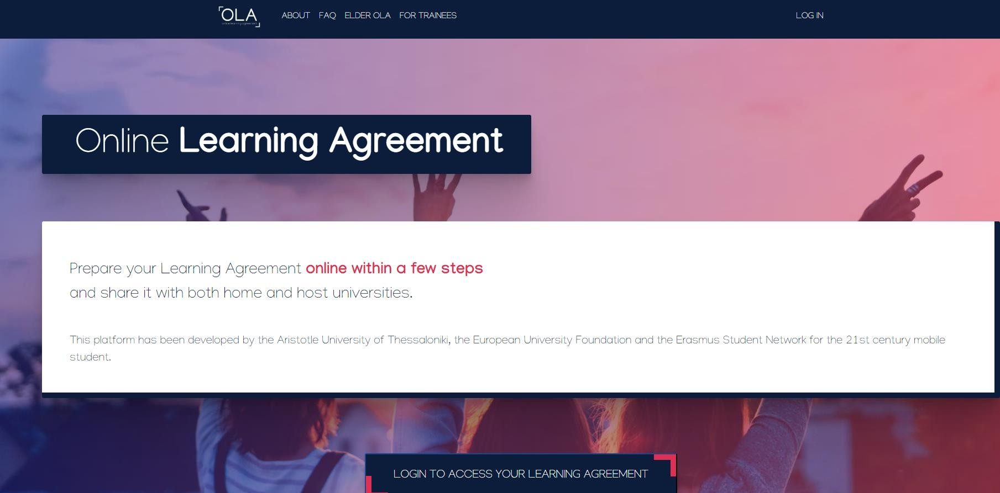 OLA
online learning agreement
ABOUT FAQ ELDER OLA FOR TRAINEES LOG IN
Online Learning Agreement
Prepare your Learning Agreement online within a few steps
and share it with both home and host universities.
This platform has been developed by the Aristotle University of Thessaloniki, the European University Foundation and the Erasmus Student Network for the 21st century mobile
student.
LOGIN TO ACCESS YOUR LEARNING AGREEMENT